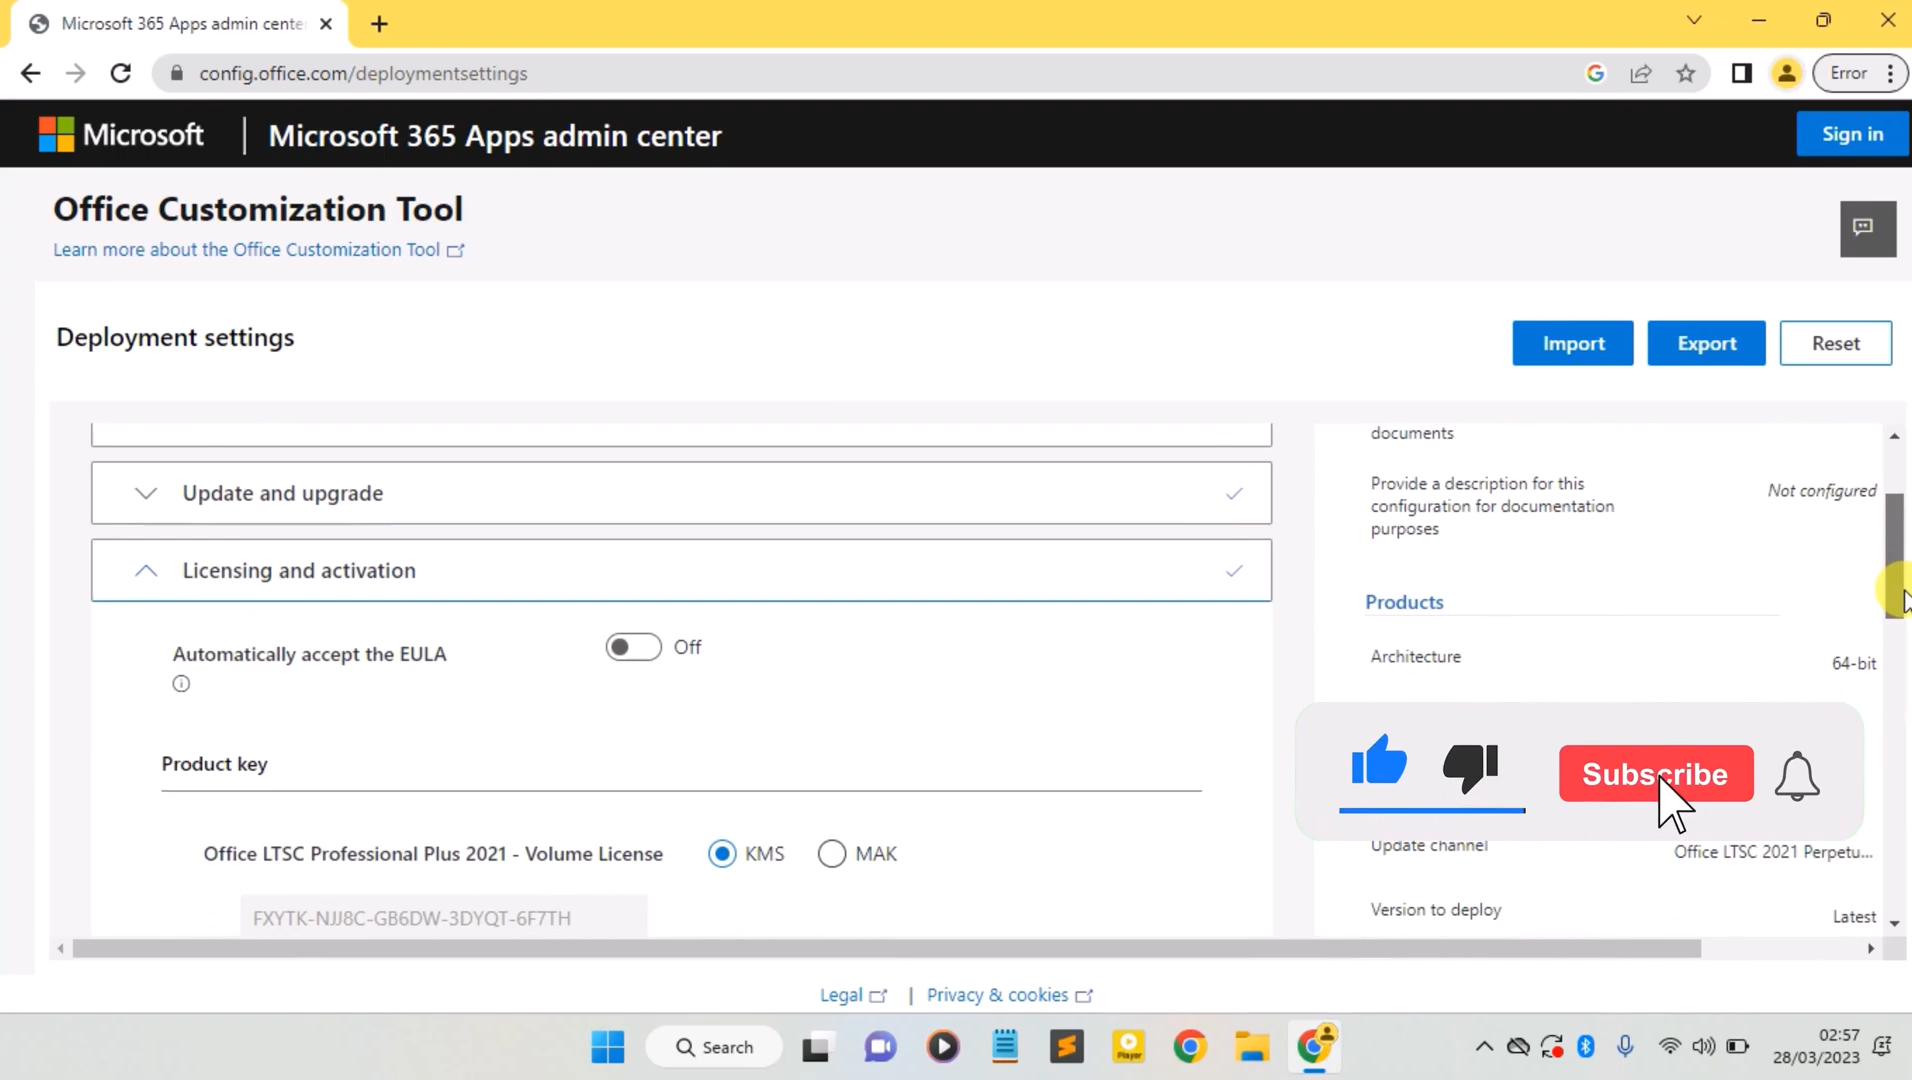 Microsoft 365 Apps admin cente
config.office.com/deploymentsettings
Error
Microsoft
Microsoft 365 Apps admin center
Sign in
Office Customization Tool
Learn more about the Office Customization Tool
Deployment settings
Import
Export
Reset
Update and upgrade
Licensing and activation
Automatically accept the EULA
Off
Product key
Office LTSC Professional Plus 2021 - Volume License
KMS
MAK
FXYTK-NJJ8C-GB6DW-3DYQT-6F7TH
documents
Provide a description for this
configuration for documentation
purposes
Not configured
Products
Architecture
64-bit
Subscribe
Update channel
Office LTSC 2021 Perpetu...
Version to deploy
Latest
Legal
|
Privacy & cookies
Search
Player
02:57
28/03/2023